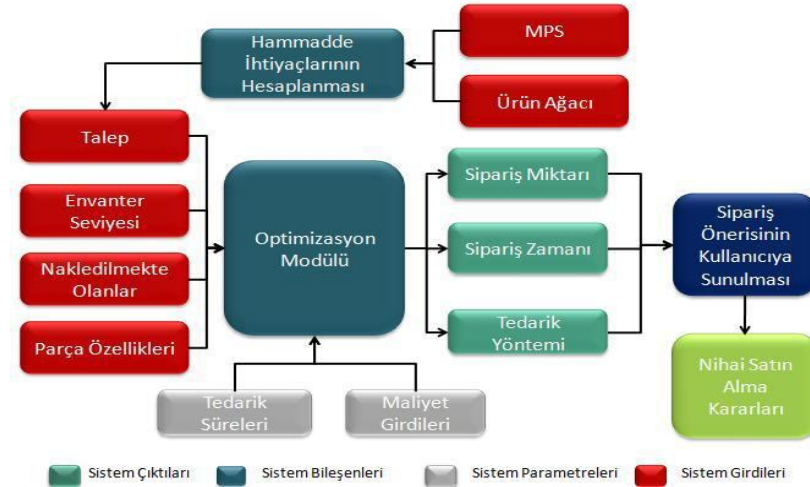 Hammadde
İhtiyaçlarının
Hesaplanması
MPS
Ürün Ağacı
Talep
Envanter
Seviyesi
Nakledilmekte
Olanlar
Parça Özellikleri
Optimizasyon
Modülü
Sipariş Miktarı
Sipariş Zamanı
Tedarik
Yöntemi
Sipariş
Önerisinin
Kullanıcıya
Sunulması
Nihai Satın
Alma
Kararları
Tedarik
Süreleri
Maliyet
Girdileri
Sistem Çıktıları
Sistem Bileşenleri
Sistem Parametreleri
Sistem Girdileri